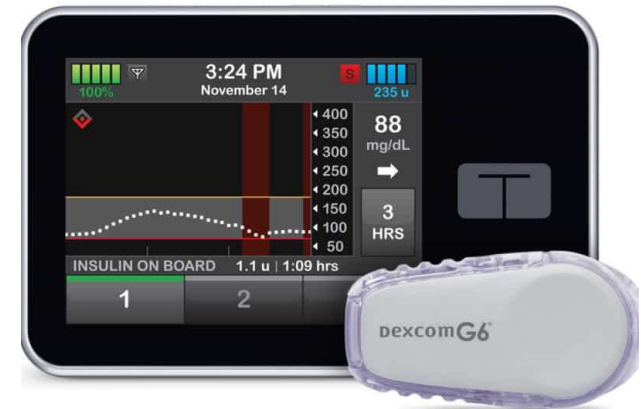 100%
3:24 PM
November 14
S
235 u
400
350
300
250
200
150
100
50
88
mg/dL
3
HRS
INSULIN ON BOARD 1.1 u | 1:09 hrs
1
2
T
Dexcom G6